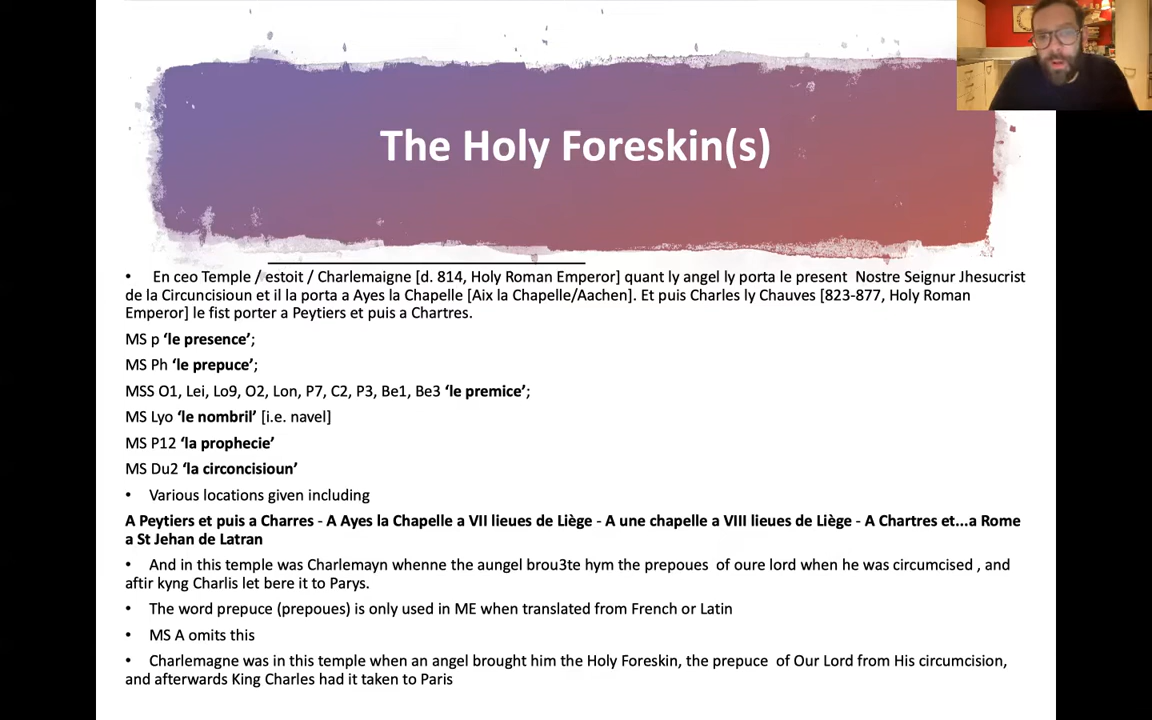 The Holy Foreskin(s)
• En ceo Temple / estoit / Charlemaigne [d. 814, Holy Roman Emperor] quant ly angel ly porta le present Nostre Seignur Jhesucrist
de la Circuncisioun et il la porta a Ayes la Chapelle [Aix la Chapelle/Aachen]. Et puis Charles ly Chauves [823-877, Holy Roman
Emperor] le fist porter a Peytiers et puis a Chartres.
MS p ‘le presence’;
MS Ph ‘le prepuce’;
MSS O1, Lei, Lo9, O2, Lon, P7, C2, P3, Be1, Be3 ‘le premice’;
MS Lyo ‘le nombril’ [i.e. navel]
MS P12 ‘la prophecie’
MS Du2 ‘la circoncisioun’
• Various locations given including
A Peytiers et puis a Charres - A Ayes la Chapelle a VII lieues de Liège - A une chapelle a VIII lieues de Liège - A Chartres et...a Rome
a St Jehan de Latran
• And in this temple was Charlemayn whenne the aungel brou3te hym the prepoues of oure lord when he was circumcised , and
aftir kyng Charlis let bere it to Parys.
• The word prepuce (prepoues) is only used in ME when translated from French or Latin
• MS A omits this
• Charlemagne was in this temple when an angel brought him the Holy Foreskin, the prepuce of Our Lord from His circumcision,
and afterwards King Charles had it taken to Paris